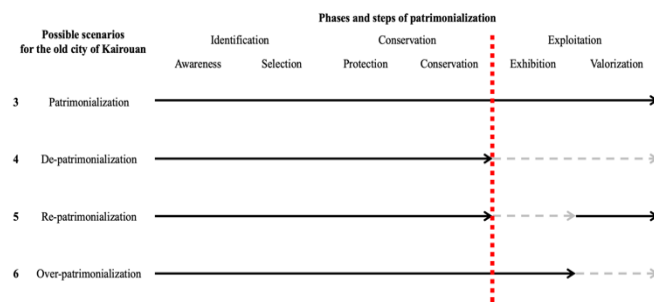 Phases and steps of patrimonialization
Possible scenarios
for the old city of Kairouan
Identification Conservation Exploitation
Awareness Selection Protection Conservation Exhibition Valorization
3 Patrimonialization
4 De-patrimonialization
5 Re-patrimonialization
6 Over-patrimonialization